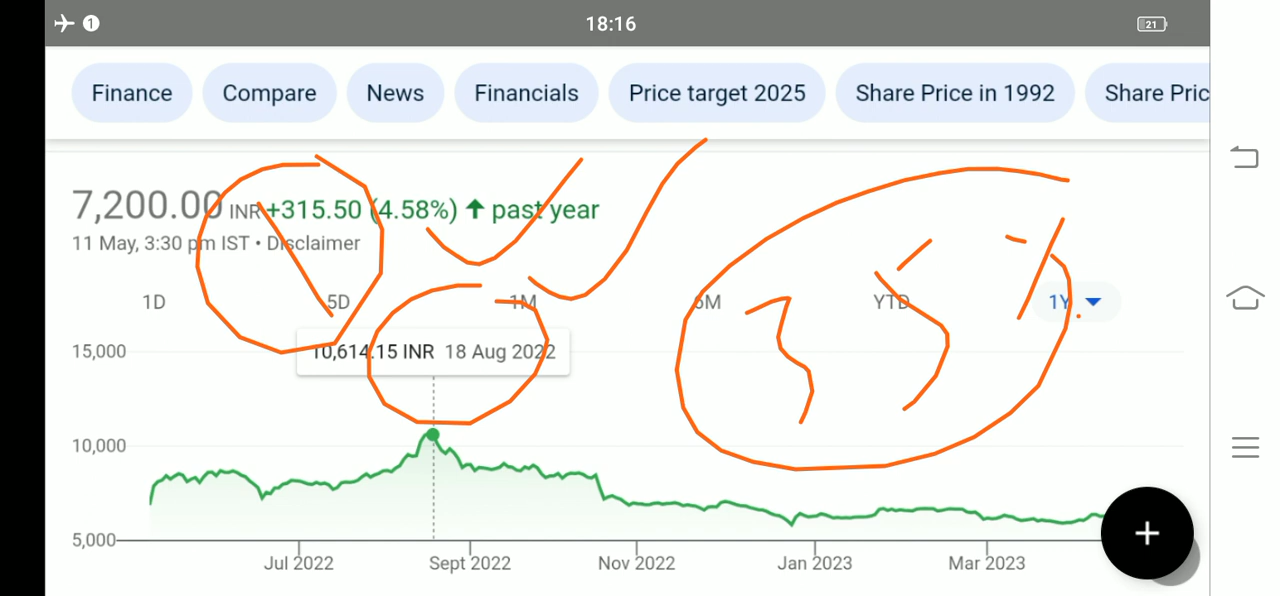 1 18:16 21
Finance Compare News Financials Price target 2025 Share Price in 1992 Share Pric
7,200.00 INR +315.50 (4.58%) ↑ past year
11 May, 3:30 pm IST • Disclaimer
1D 5D 1M 6M YTD 1Y
10,614.15 INR 18 Aug 2022
15,000
10,000
5,000
Jul 2022 Sept 2022 Nov 2022 Jan 2023 Mar 2023